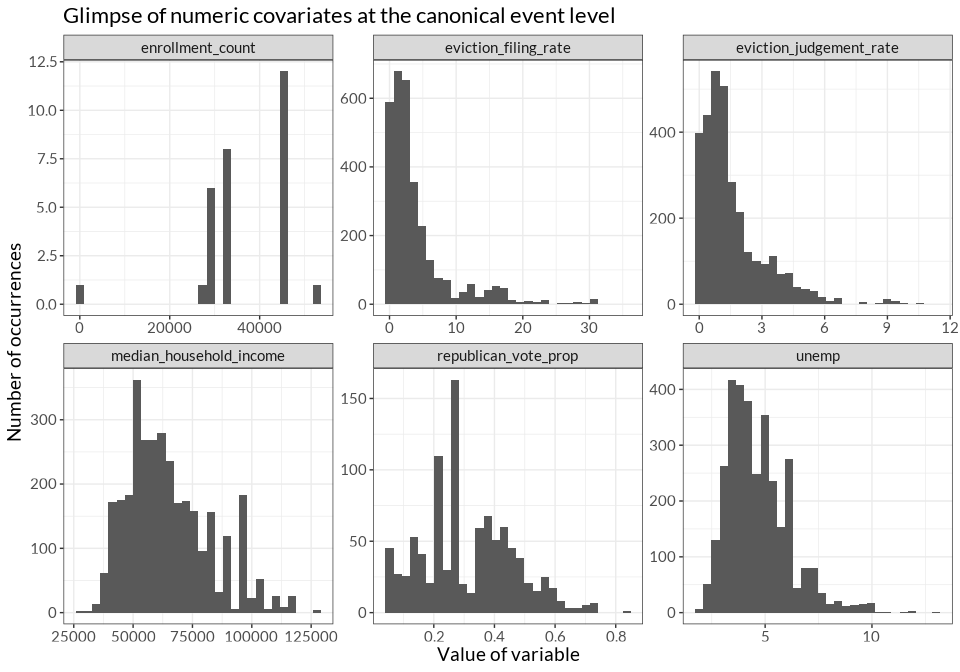 Glimpse of numeric covariates at the canonical event level
enrollment_count
eviction_filing_rate
eviction_judgement_rate
12.5
10.0
7.5
5.0
2.5
0.0
0 20000 40000
600
400
200
0
0 10 20 30
400
200
0
0 3 6 9 12
median_household_income
republican_vote_prop
unemp
300
200
100
0
25000 50000 75000 100000 125000
150
100
50
0
0.2 0.4 0.6 0.8
400
300
200
100
0
5 10
Number of occurrences
Value of variable